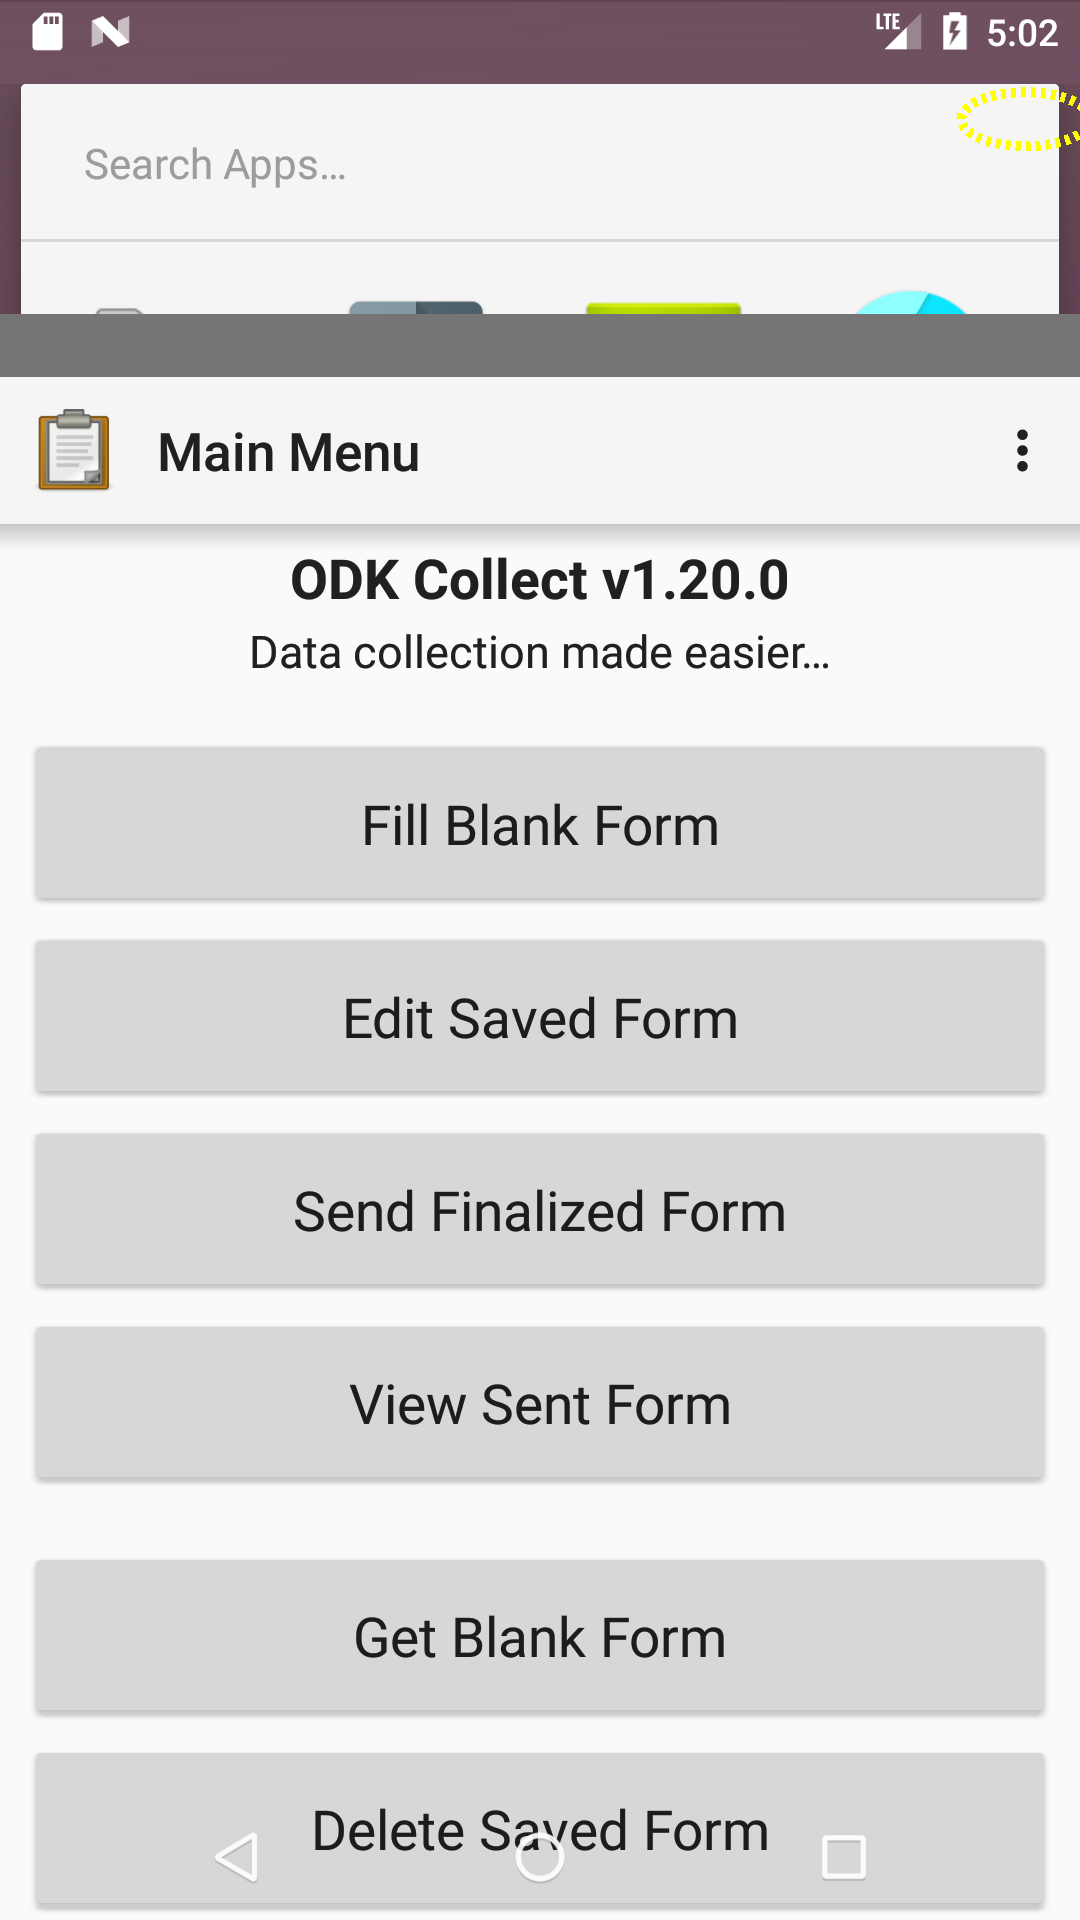 LTE 5:02
Search Apps…
Main Menu
ODK Collect v1.20.0
Data collection made easier...
Fill Blank Form
Edit Saved Form
Send Finalized Form
View Sent Form
Get Blank Form
Delete Saved Form